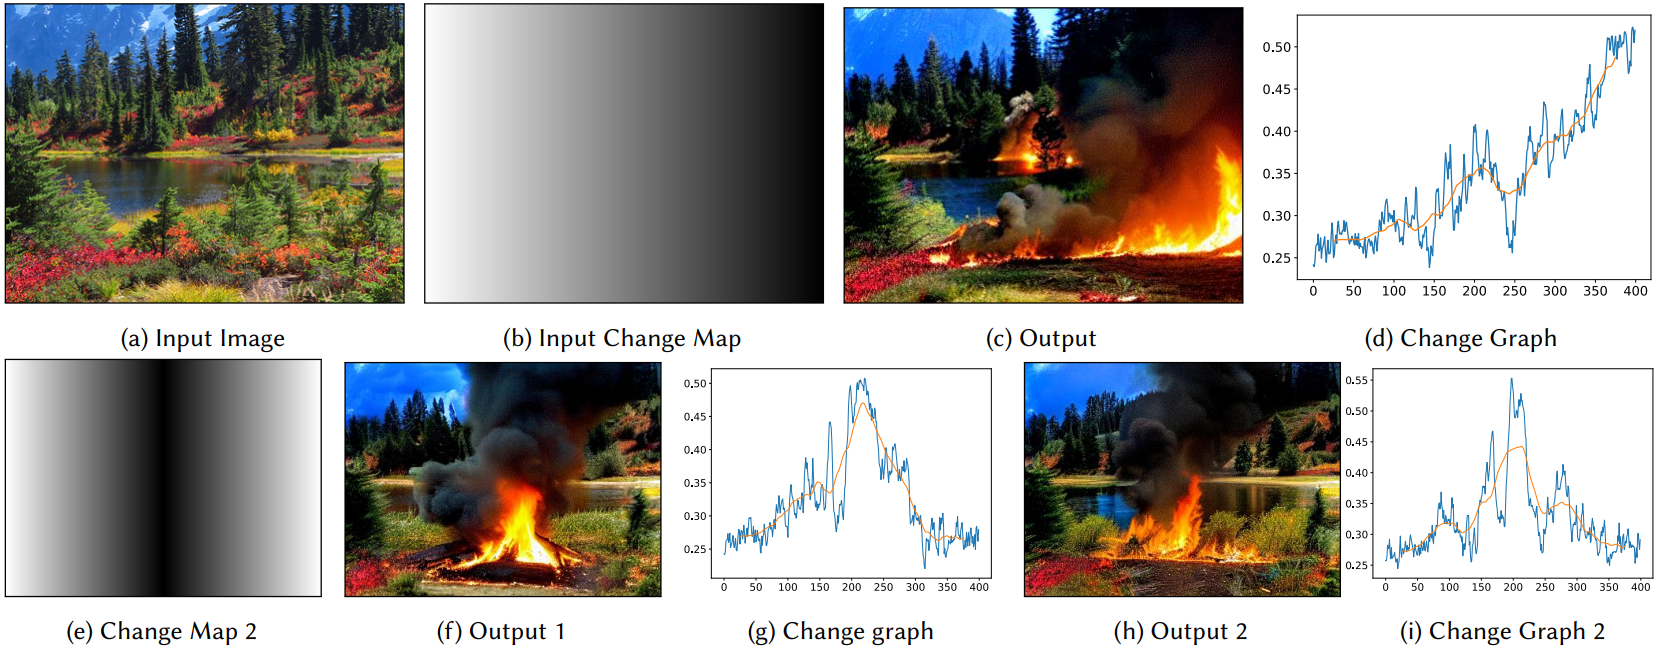 0.50
0.45
0.40
0.35
0.30
0.25
0 50 100 150 200 250 300 350 400
(a) Input Image
(b) Input Change Map
(c) Output
(d) Change Graph
0.50
0.45
0.40
0.35
0.30
0.25
0 50 100 150 200 250 300 350 400
0.55
0.50
0.45
0.40
0.35
0.30
0.25
0 50 100 150 200 250 300 350 400
(e) Change Map 2
(f) Output 1
(g) Change graph
(h) Output 2
(i) Change Graph 2